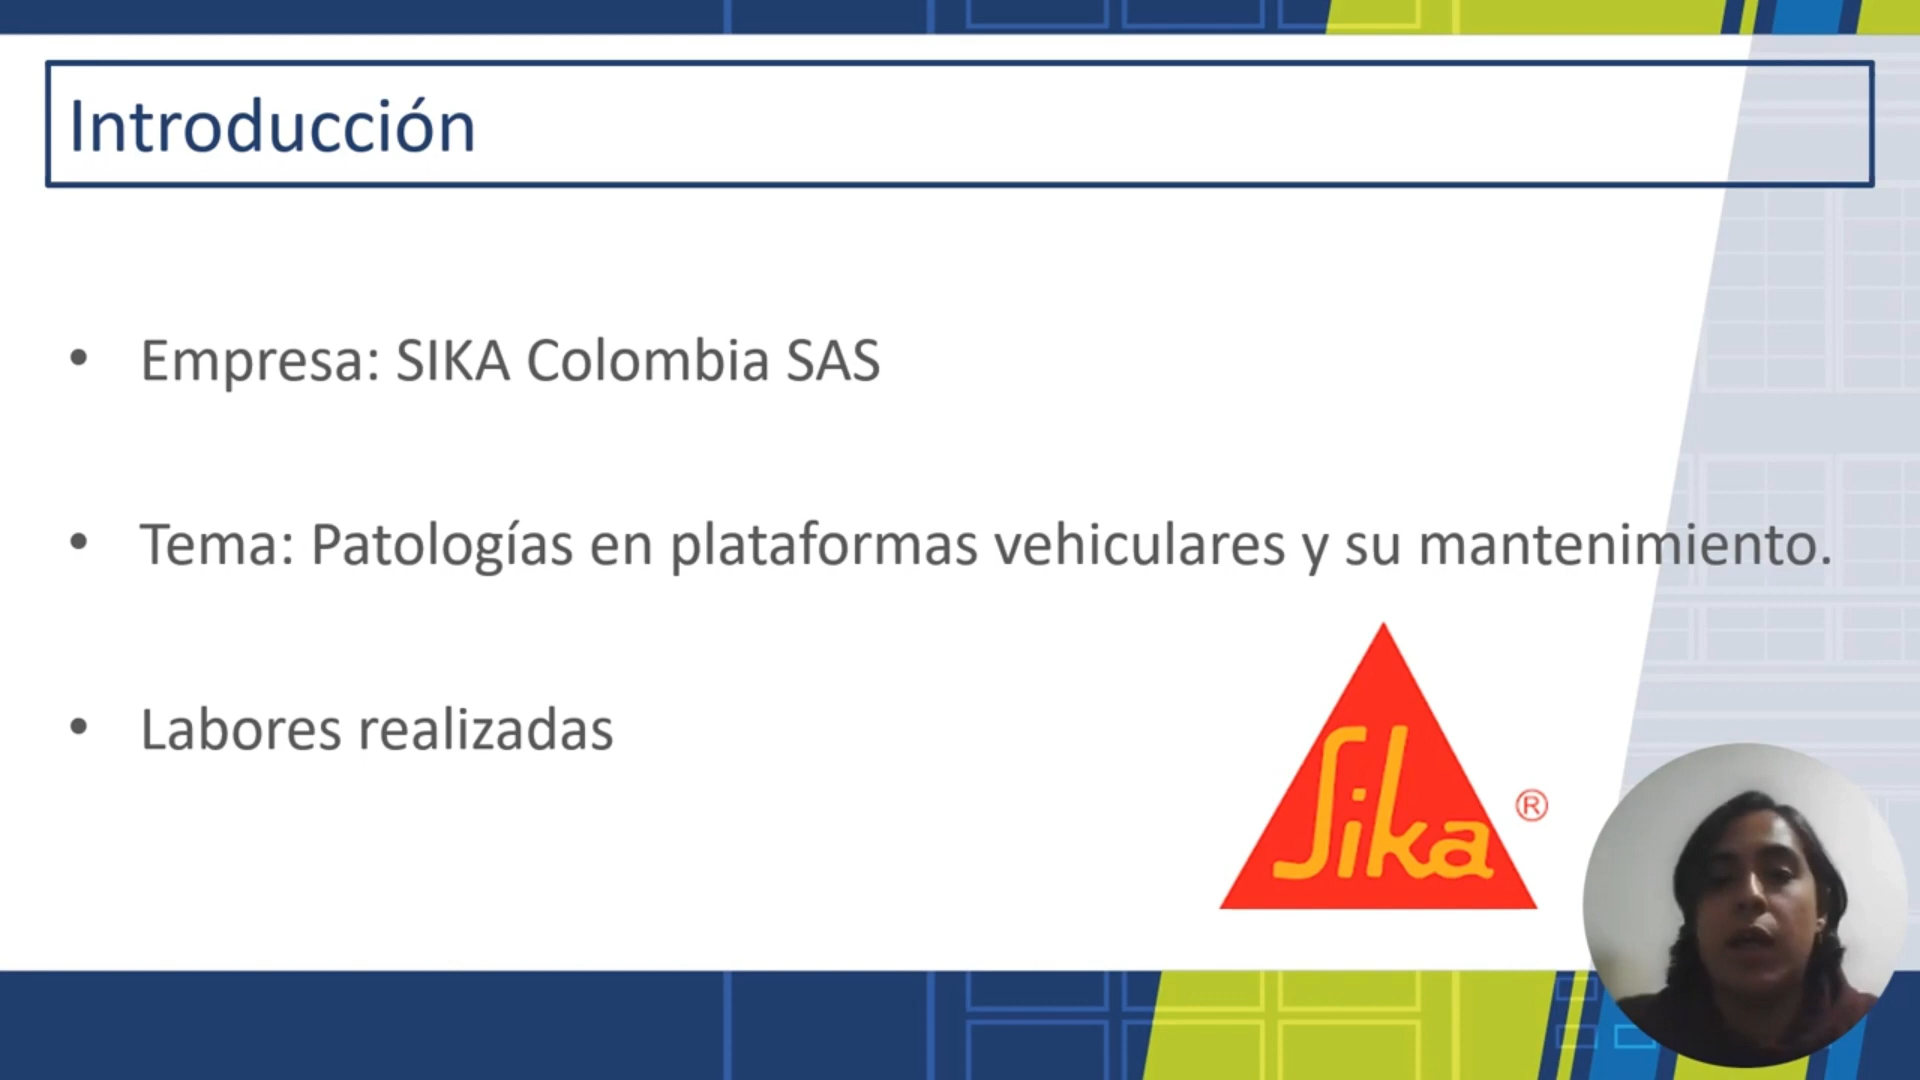 Introducción
• Empresa: SIKA Colombia SAS
• Tema: Patologías en plataformas vehiculares y su mantenimiento.
• Labores realizadas
Sika ®